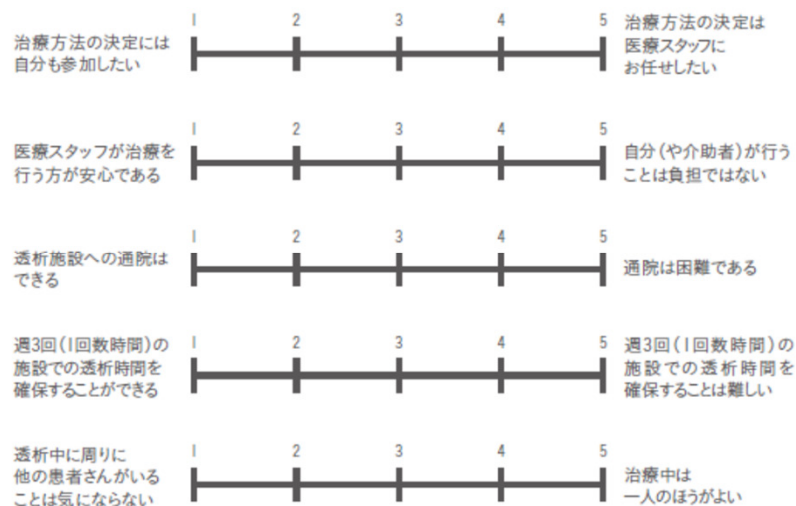 1 2 3 4 5
治療方法の決定には
自分も参加したい
治療方法の決定は
医療スタッフに
お任せしたい
1 2 3 4 5
医療スタッフが治療を
行う方が安心である
自分(や介助者)が行う
ことは負担ではない
1 2 3 4 5
透析施設への通院は
できる
通院は困難である
1 2 3 4 5
週3回(1回数時間)の
施設での透析時間を
確保することができる
週3回(1回数時間)の
施設での透析時間を
確保することは難しい
1 2 3 4 5
透析中に周りに
他の患者さんがいる
ことは気にならない
治療中は
一人のほうがよい